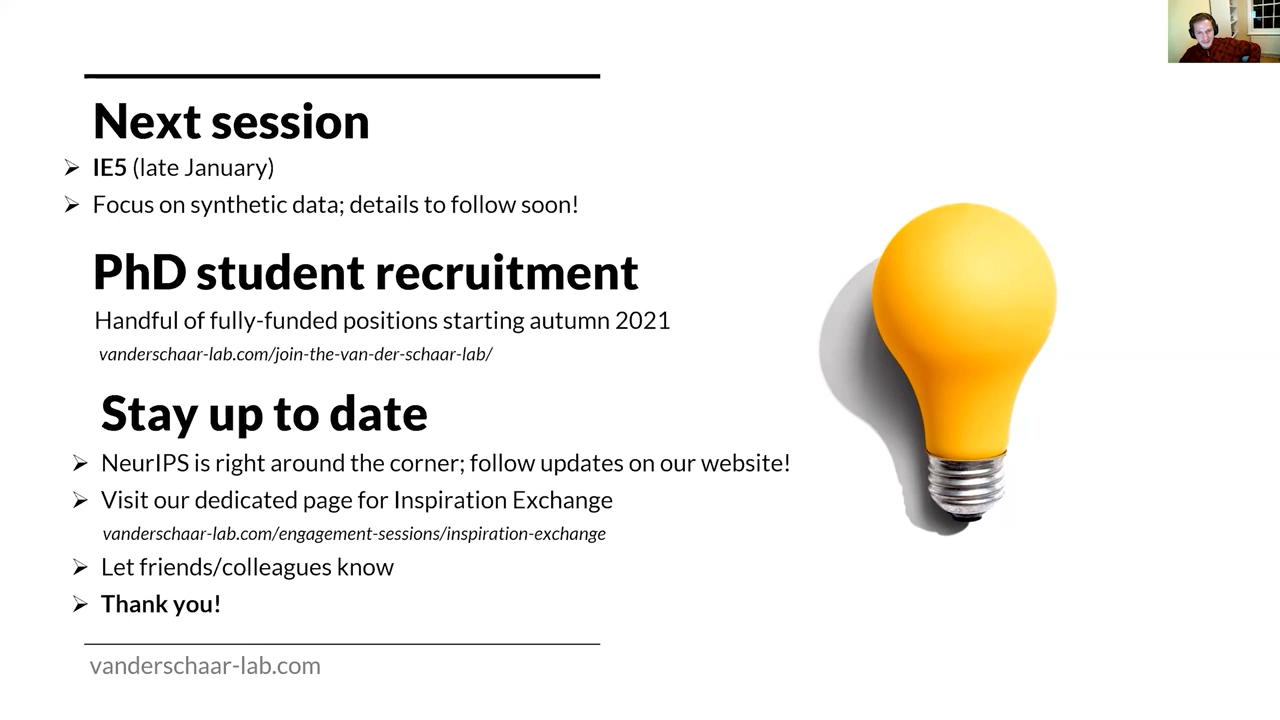 Next session
IE5 (late January)
Focus on synthetic data; details to follow soon!
PhD student recruitment
Handful of fully-funded positions starting autumn 2021
vanderschaar-lab.com/join-the-van-der-schaar-lab/
Stay up to date
NeurIPS is right around the corner; follow updates on our website!
Visit our dedicated page for Inspiration Exchange
vanderschaar-lab.com/engagement-sessions/inspiration-exchange
Let friends/colleagues know
Thank you!
vanderschaar-lab.com